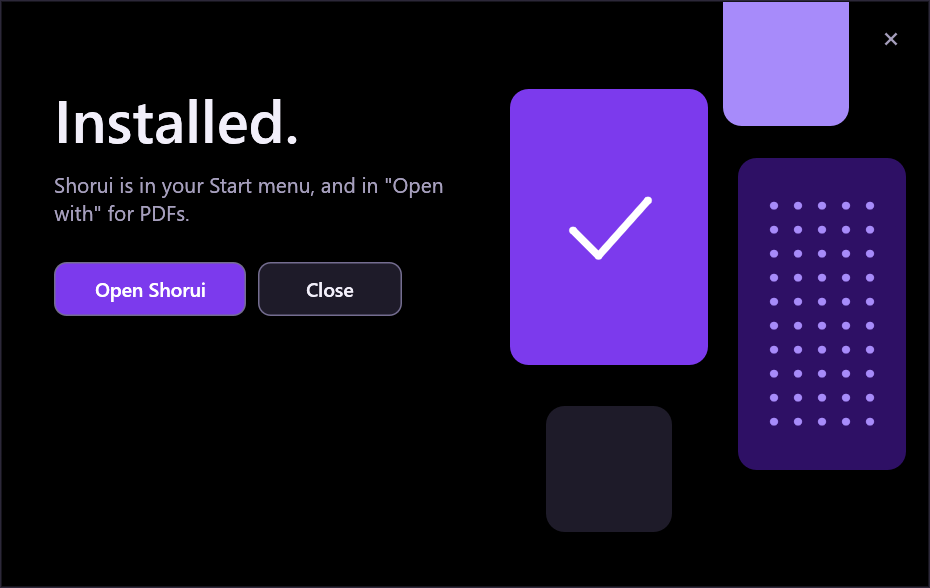 Installed.
Shorui is in your Start menu, and in "Open
with" for PDFs.
Open Shorui
Close